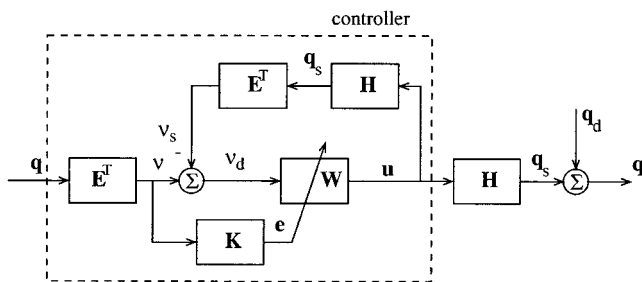 controller
q_s
E^T
H
q_d
ν_s
q
ν
-
ν_d
u
q_s
q
E^T
Σ
W
H
Σ
e
K